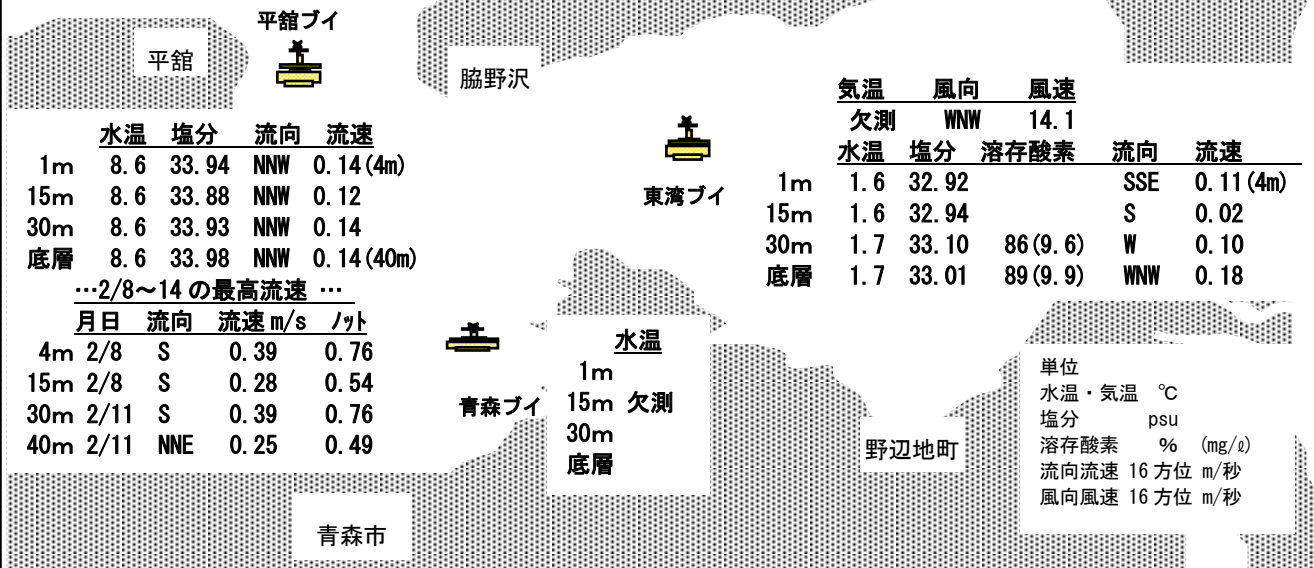 平舘ブイ
平舘
脇野沢
水温 塩分 流向 流速
1m 8.6 33.94 NNW 0.14(4m)
15m 8.6 33.88 NNW 0.12
30m 8.6 33.93 NNW 0.14
底層 8.6 33.98 NNW 0.14(40m)
…2/8～14の最高流速 …
月日 流向 流速m/s ノット
4m 2/8 S 0.39 0.76
15m 2/8 S 0.28 0.54
30m 2/11 S 0.39 0.76
40m 2/11 NNE 0.25 0.49
東湾ブイ
気温 風向 風速
欠測 WNW 14.1
水温 塩分 溶存酸素 流向 流速
1m 1.6 32.92 SSE 0.11(4m)
15m 1.6 32.94 S 0.02
30m 1.7 33.10 86(9.6) W 0.10
底層 1.7 33.01 89(9.9) WNW 0.18
青森ブイ
水温
1m
15m 欠測
30m
底層
野辺地町
青森市
単位
水温・気温 ℃
塩分 psu
溶存酸素 % (mg/ℓ)
流向流速 16方位 m/秒
風向風速 16方位 m/秒